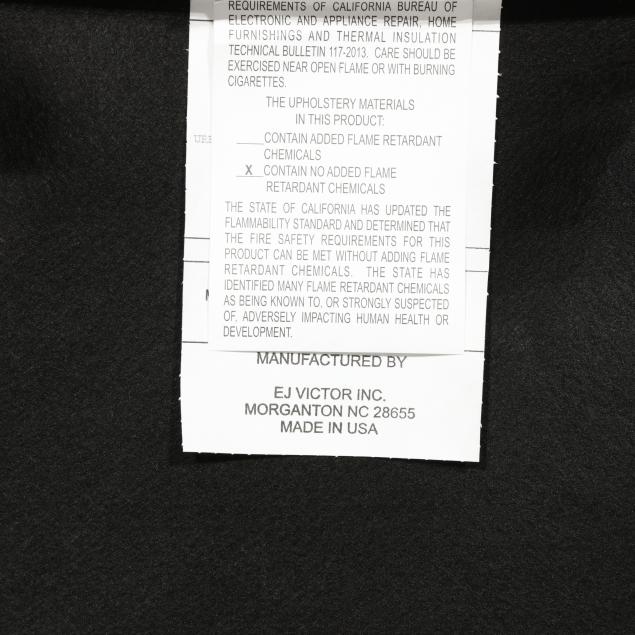 REQUIREMENTS OF CALIFORNIA BUREAU OF
ELECTRONIC AND APPLIANCE REPAIR, HOME
FURNISHINGS AND THERMAL INSULATION
TECHNICAL BULLETIN 117-2013. CARE SHOULD BE
EXERCISED NEAR OPEN FLAME OR WITH BURNING
CIGARETTES.
THE UPHOLSTERY MATERIALS
IN THIS PRODUCT:
____CONTAIN ADDED FLAME RETARDANT
CHEMICALS
_X_CONTAIN NO ADDED FLAME
RETARDANT CHEMICALS
THE STATE OF CALIFORNIA HAS UPDATED THE
FLAMMABILITY STANDARD AND DETERMINED THAT
THE FIRE SAFETY REQUIREMENTS FOR THIS
PRODUCT CAN BE MET WITHOUT ADDING FLAME
RETARDANT CHEMICALS. THE STATE HAS
IDENTIFIED MANY FLAME RETARDANT CHEMICALS
AS BEING KNOWN TO, OR STRONGLY SUSPECTED
OF, ADVERSELY IMPACTING HUMAN HEALTH OR
DEVELOPMENT.
MANUFACTURED BY
EJ VICTOR INC.
MORGANTON NC 28655
MADE IN USA